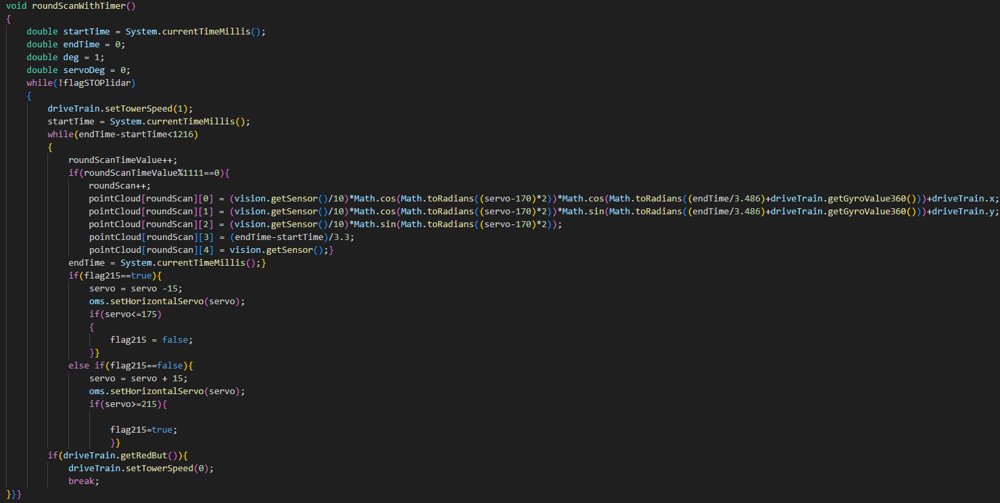 void roundScanWithTimer()
{
    double startTime = System.currentTimeMillis();
    double endTime = 0;
    double deg = 1;
    double servoDeg = 0;
    while(!flagSTOPlidar)
    {
        driveTrain.setTowerSpeed(1);
        startTime = System.currentTimeMillis();
        while(endTime-startTime<1216)
        {
            roundScanTimeValue++;
            if(roundScanTimeValue%1111==0){
                roundScan++;
                pointCloud[roundScan][0] = (vision.getSensor()/10)*Math.cos(Math.toRadians((servo-170)*2))*Math.cos(Math.toRadians((endTime/3.486)+driveTrain.getGyroValue360()))+driveTrain.x;
                pointCloud[roundScan][1] = (vision.getSensor()/10)*Math.cos(Math.toRadians((servo-170)*2))*Math.sin(Math.toRadians((endTime/3.486)+driveTrain.getGyroValue360()))+driveTrain.y;
                pointCloud[roundScan][2] = (vision.getSensor()/10)*Math.sin(Math.toRadians((servo-170)*2));
                pointCloud[roundScan][3] = (endTime-startTime)/3.3;
                pointCloud[roundScan][4] = vision.getSensor();}
            endTime = System.currentTimeMillis();}
            if(flag215==true){
                servo = servo -15;
                oms.setHorizontalServo(servo);
                if(servo<=175)
                {
                    flag215 = false;
                }}
            else if(flag215==false){
                servo = servo + 15;
                oms.setHorizontalServo(servo);
                if(servo>=215){
                    flag215=true;
                    }}
        if(driveTrain.getRedBut()){
            driveTrain.setTowerSpeed(0);
            break;
}}}